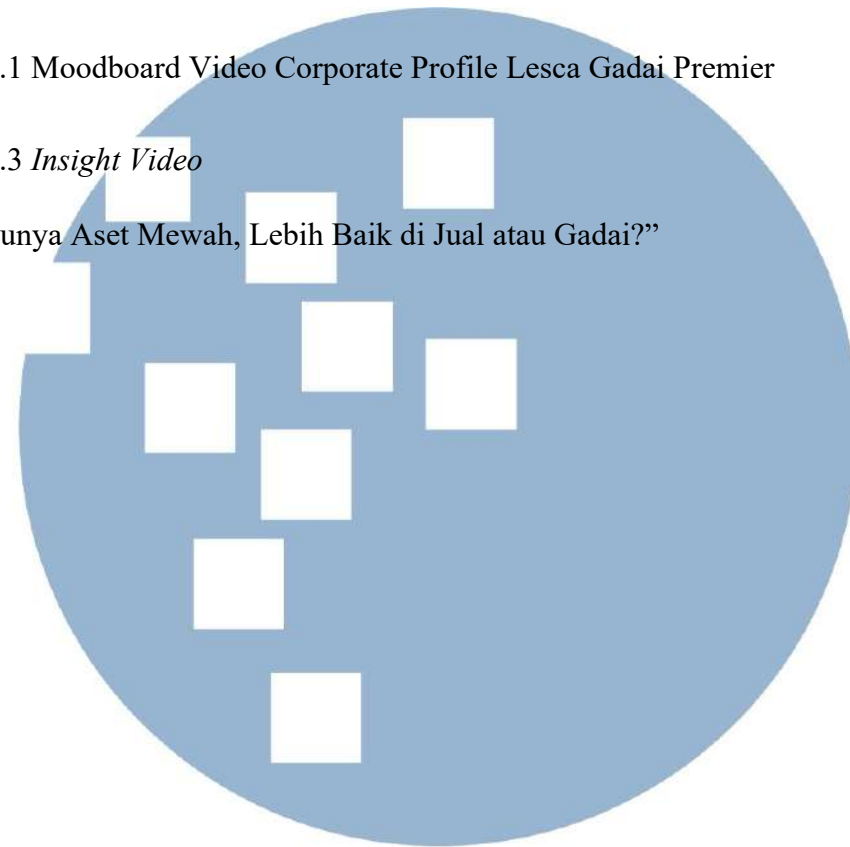 .1 Moodboard Video Corporate Profile Lesca Gadai Premier
.3 Insight Video
unya Aset Mewah, Lebih Baik di Jual atau Gadai?”